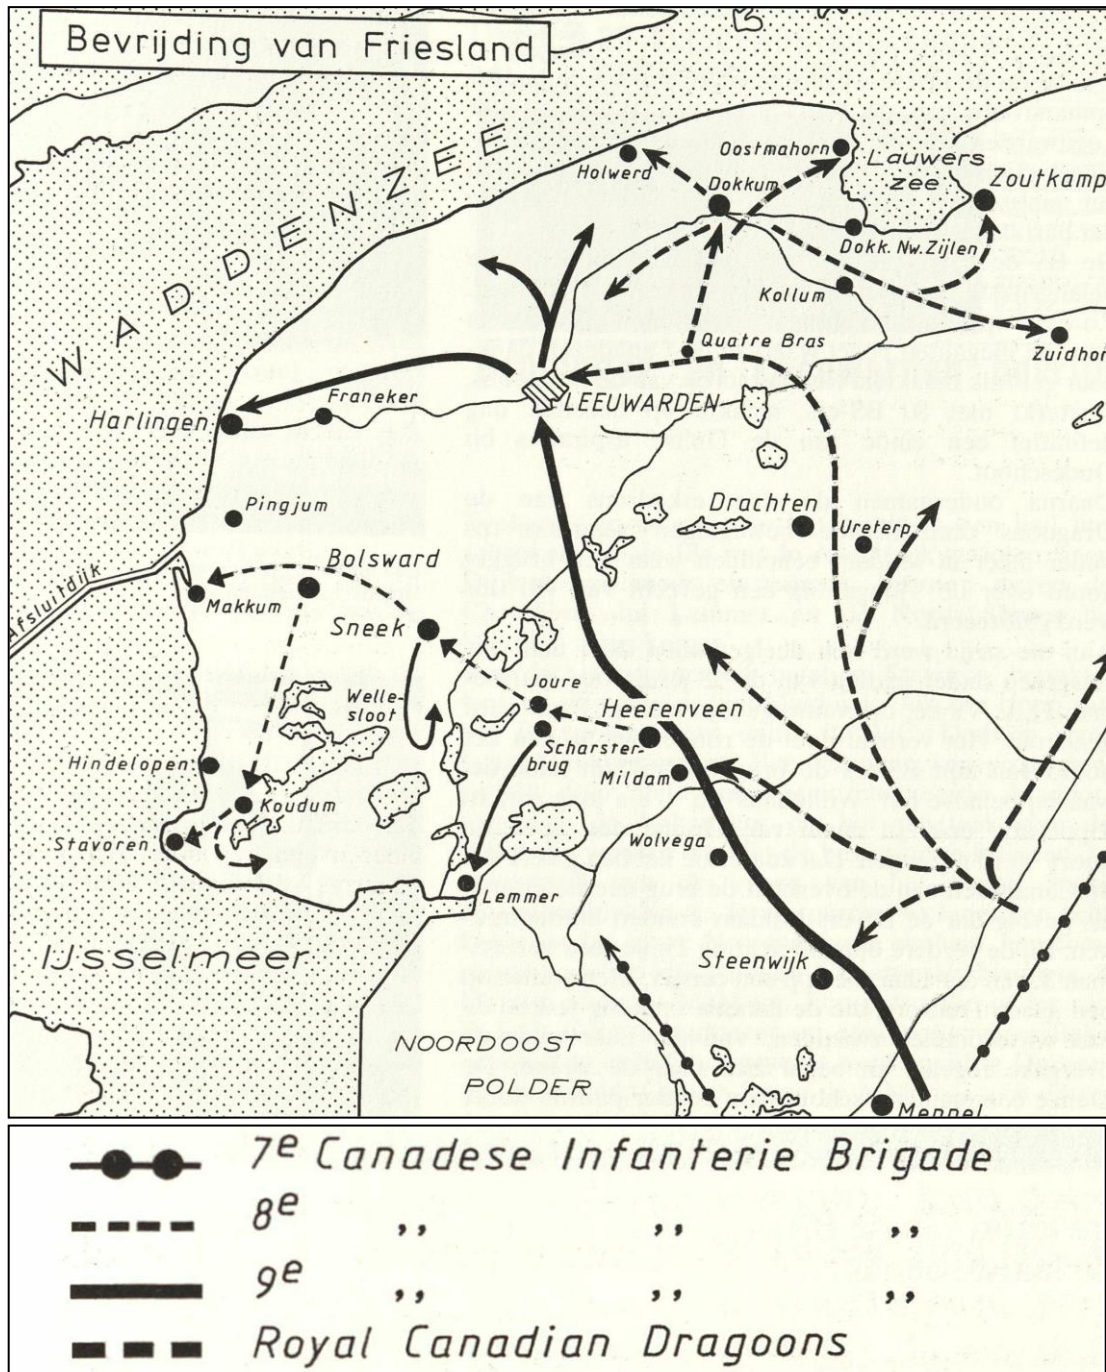 Bevrijding van Friesland
WADDENZEE
Holwerd
Oostmahorn
Lauwers
zee
Zoutkamp
Dokkum
Dokk. Nw. Zijlen
Kollum
Quatre Bras
Zuidhor
LEEUWARDEN
Franeker
Harlingen
Pingjum
Drachten
Ureterp
Bolsward
Makkum
Afsluitdijk
Sneek
Joure
Welle-
sloot
Heerenveen
Scharster-
brug
Mildam
Hindelopen
Koudum
Stavoren
Wolvega
Lemmer
IJsselmeer
Steenwijk
NOORDOOST
POLDER
Meppel
7e Canadese Infanterie Brigade
8e ,, ,, ,,
9e ,, ,, ,,
Royal Canadian Dragoons